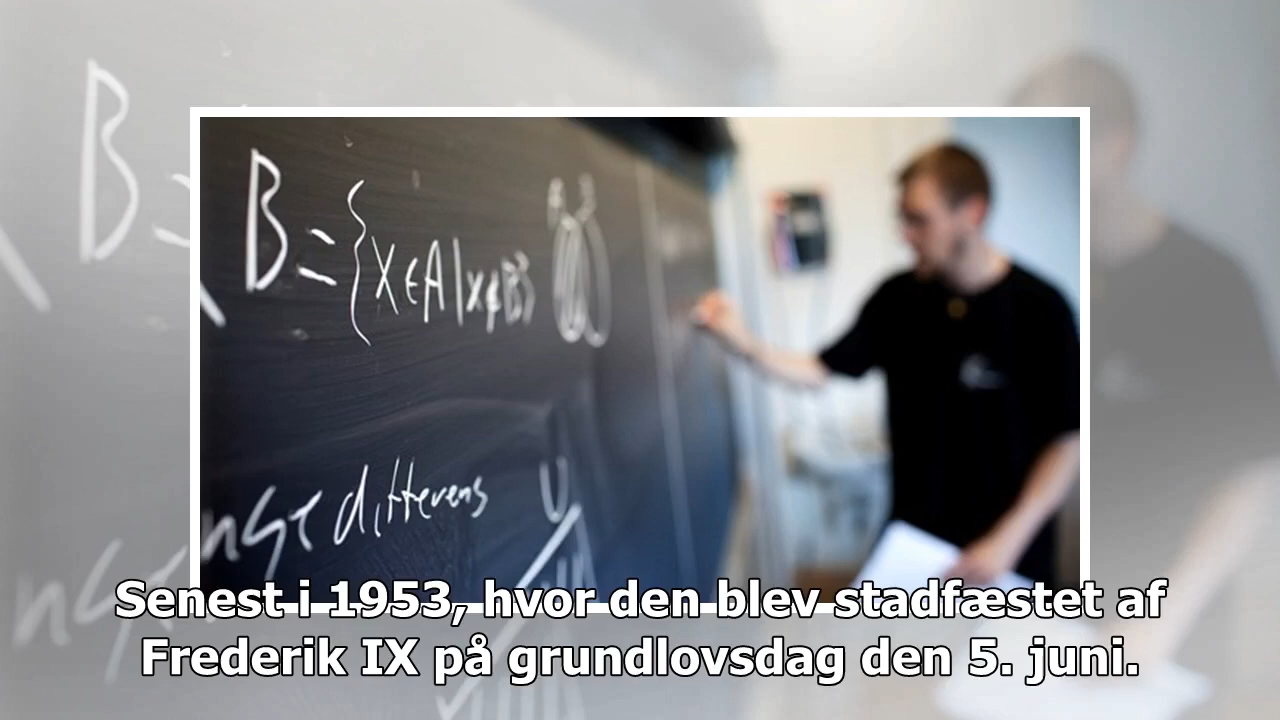 B = {x ∈ A | x ∉ B}
differens
Senest i 1953, hvor den blev stadfæstet af
Frederik IX på grundlovsdag den 5. juni.